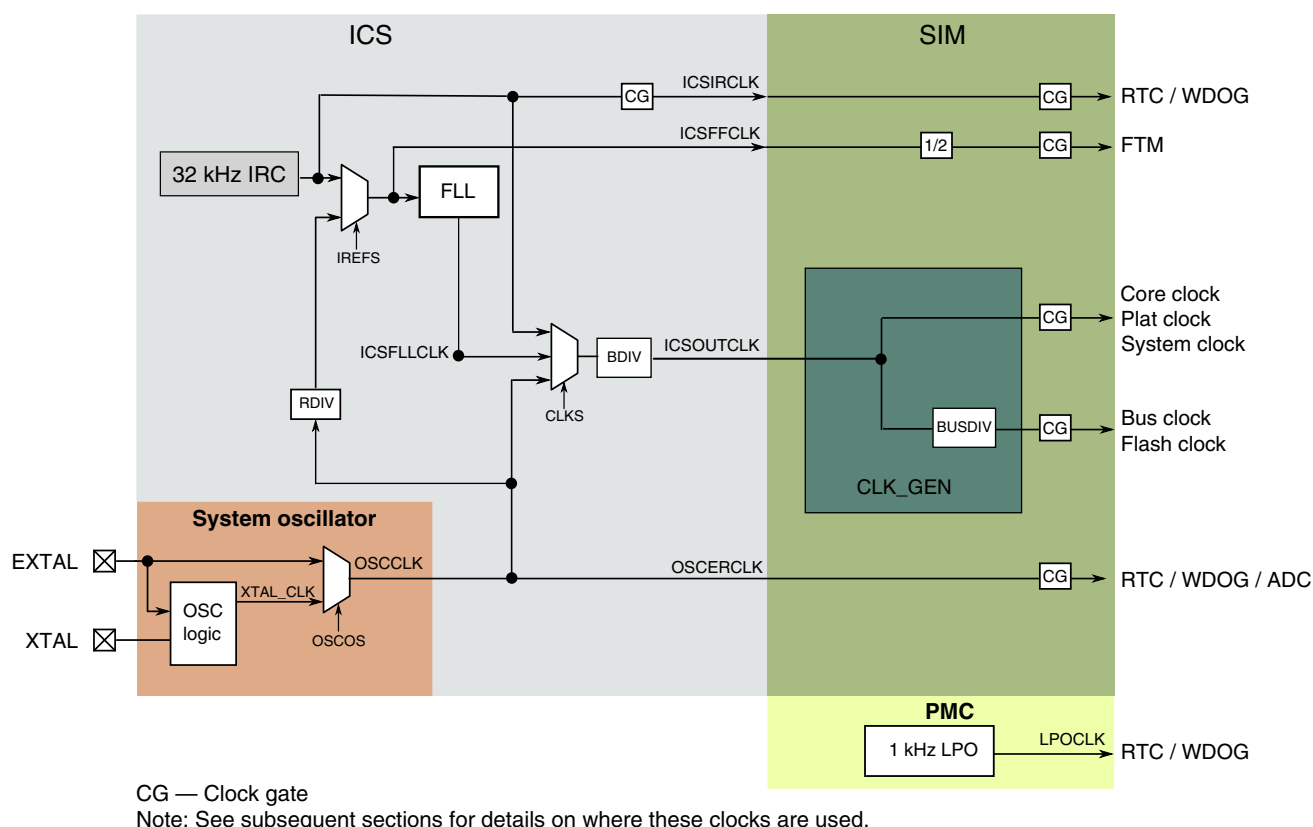 ICS
SIM
CG
ICSIRCLK
CG
RTC / WDOG
ICSFFCLK
1/2
CG
FTM
32 kHz IRC
FLL
IREFS
Core clock
Plat clock
System clock
CG
ICSFLLCLK
BDIV
ICSOUTCLK
RDIV
CLKS
BUSDIV
CG
Bus clock
Flash clock
CLK_GEN
System oscillator
EXTAL
OSCCLK
OSCERCLK
CG
RTC / WDOG / ADC
XTAL_CLK
OSC
logic
XTAL
OSCOS
PMC
1 kHz LPO
LPOCLK
RTC / WDOG
CG — Clock gate
Note: See subsequent sections for details on where these clocks are used.